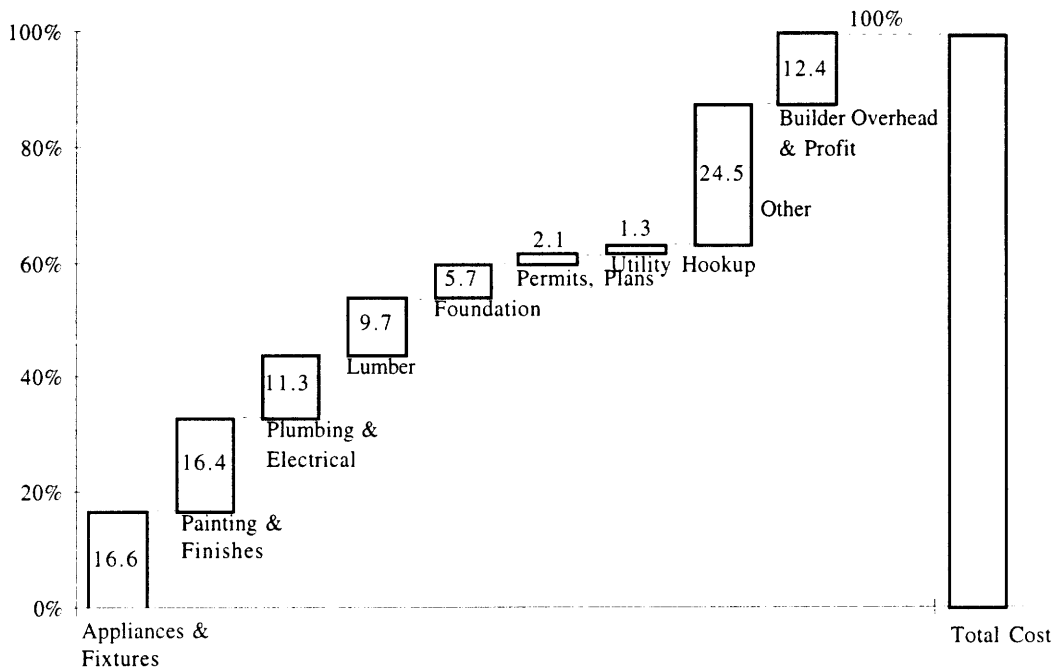 100%
100%
12.4
Builder Overhead
& Profit
80%
24.5
Other
2.1
1.3
60%
Utility Hookup
Permits, Plans
5.7
Foundation
9.7
Lumber
40%
11.3
Plumbing &
Electrical
16.4
20%
Painting &
Finishes
16.6
0%
Appliances &
Fixtures
Total Cost